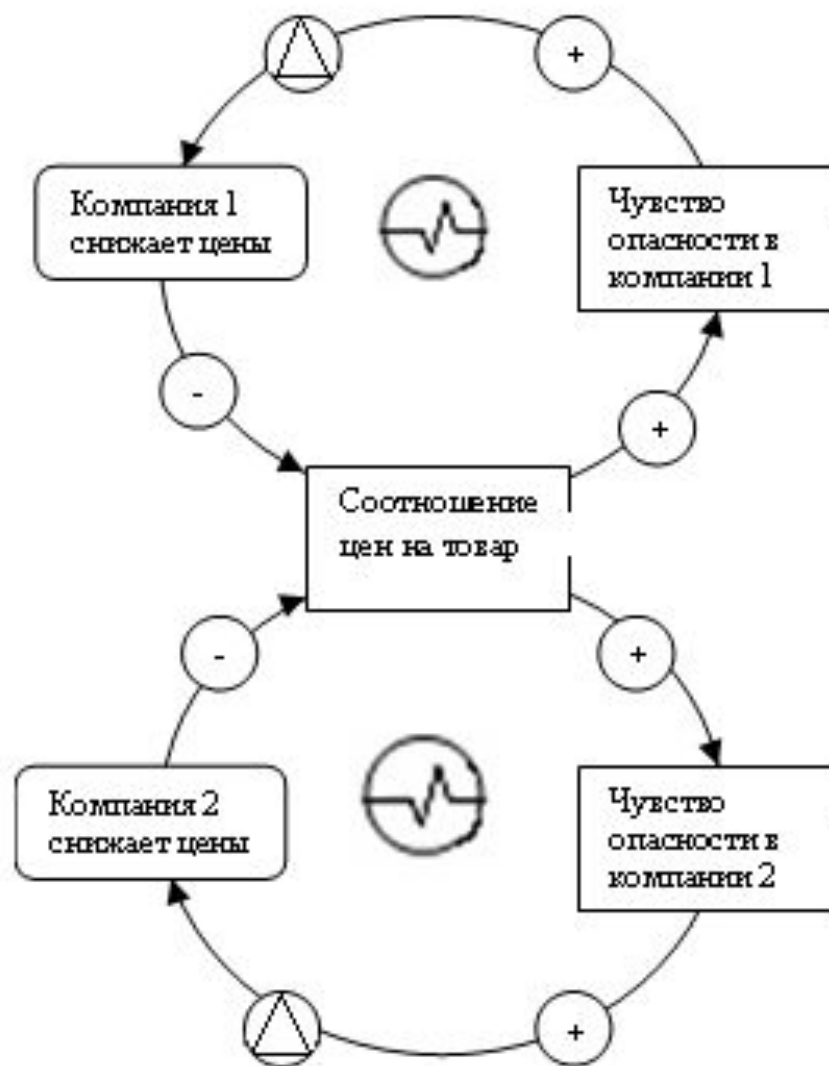 +
Компания 1
снижает цены
Чувство
опасности в
компании 1
-
+
Соотношение
цен на товар
-
+
Компания 2
снижает цены
Чувство
опасности в
компании 2
+